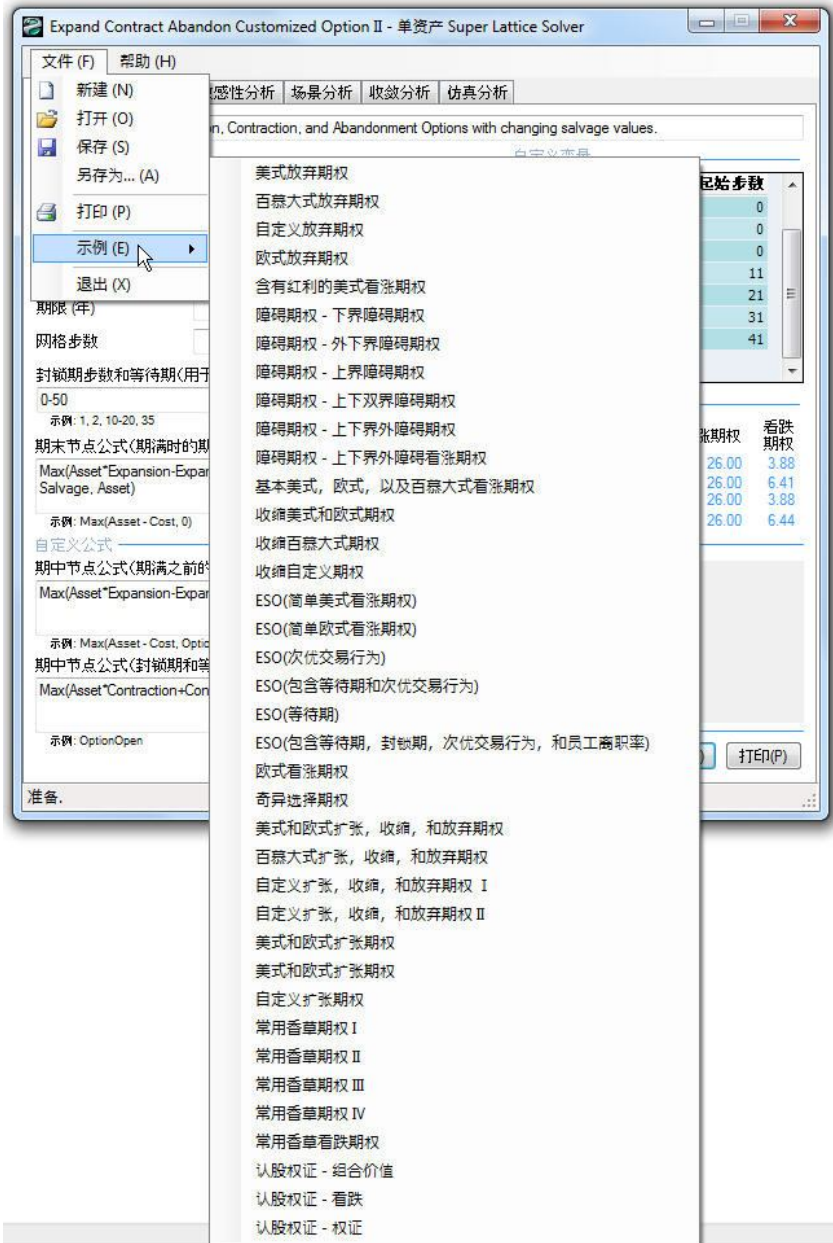 Expand Contract Abandon Customized Option II - 单资产 Super Lattice Solver
文件 (F) 帮助 (H)
新建 (N)
打开 (O)
保存 (S)
另存为... (A)
打印 (P)
示例 (E)
退出 (X)
感性分析 场景分析 收敛分析 仿真分析
n, Contraction, and Abandonment Options with changing salvage values.
自定义变量
起始步数
0
0
0
11
21
31
41
期限 (年)
网格步数
封锁期步数和等待期(用于
0-50
示例: 1, 2, 10-20, 35
期末节点公式(期满时的期
Max(Asset*Expansion-Expan
Salvage, Asset)
示例: Max(Asset - Cost, 0)
自定义公式
期中节点公式(期满之前的
Max(Asset*Expansion-Expan
示例: Max(Asset - Cost, Optic
期中节点公式(封锁期和等
Max(Asset*Contraction+Con
示例: OptionOpen
准备.
美式放弃期权
百慕大式放弃期权
自定义放弃期权
欧式放弃期权
含有红利的美式看涨期权
障碍期权 - 下界障碍期权
障碍期权 - 外下界障碍期权
障碍期权 - 上界障碍期权
障碍期权 - 上下双界障碍期权
障碍期权 - 上下界外障碍期权
障碍期权 - 上下界外障碍看涨期权
基本美式, 欧式, 以及百慕大式看涨期权
收缩美式和欧式期权
收缩百慕大式期权
收缩自定义期权
ESO(简单美式看涨期权)
ESO(简单欧式看涨期权)
ESO(次优交易行为)
ESO(包含等待期和次优交易行为)
ESO(等待期)
ESO(包含等待期, 封锁期, 次优交易行为, 和员工离职率)
欧式看涨期权
奇异选择期权
美式和欧式扩张, 收缩, 和放弃期权
百慕大式扩张, 收缩, 和放弃期权
自定义扩张, 收缩, 和放弃期权 I
自定义扩张, 收缩, 和放弃期权 II
美式和欧式扩张期权
美式和欧式扩张期权
自定义扩张期权
常用香草期权 I
常用香草期权 II
常用香草期权 III
常用香草期权 IV
常用香草看跌期权
认股权证 - 组合价值
认股权证 - 看跌
认股权证 - 权证
张期权 看跌期权
26.00 3.88
26.00 6.41
26.00 3.88
26.00 6.44
打印(P)